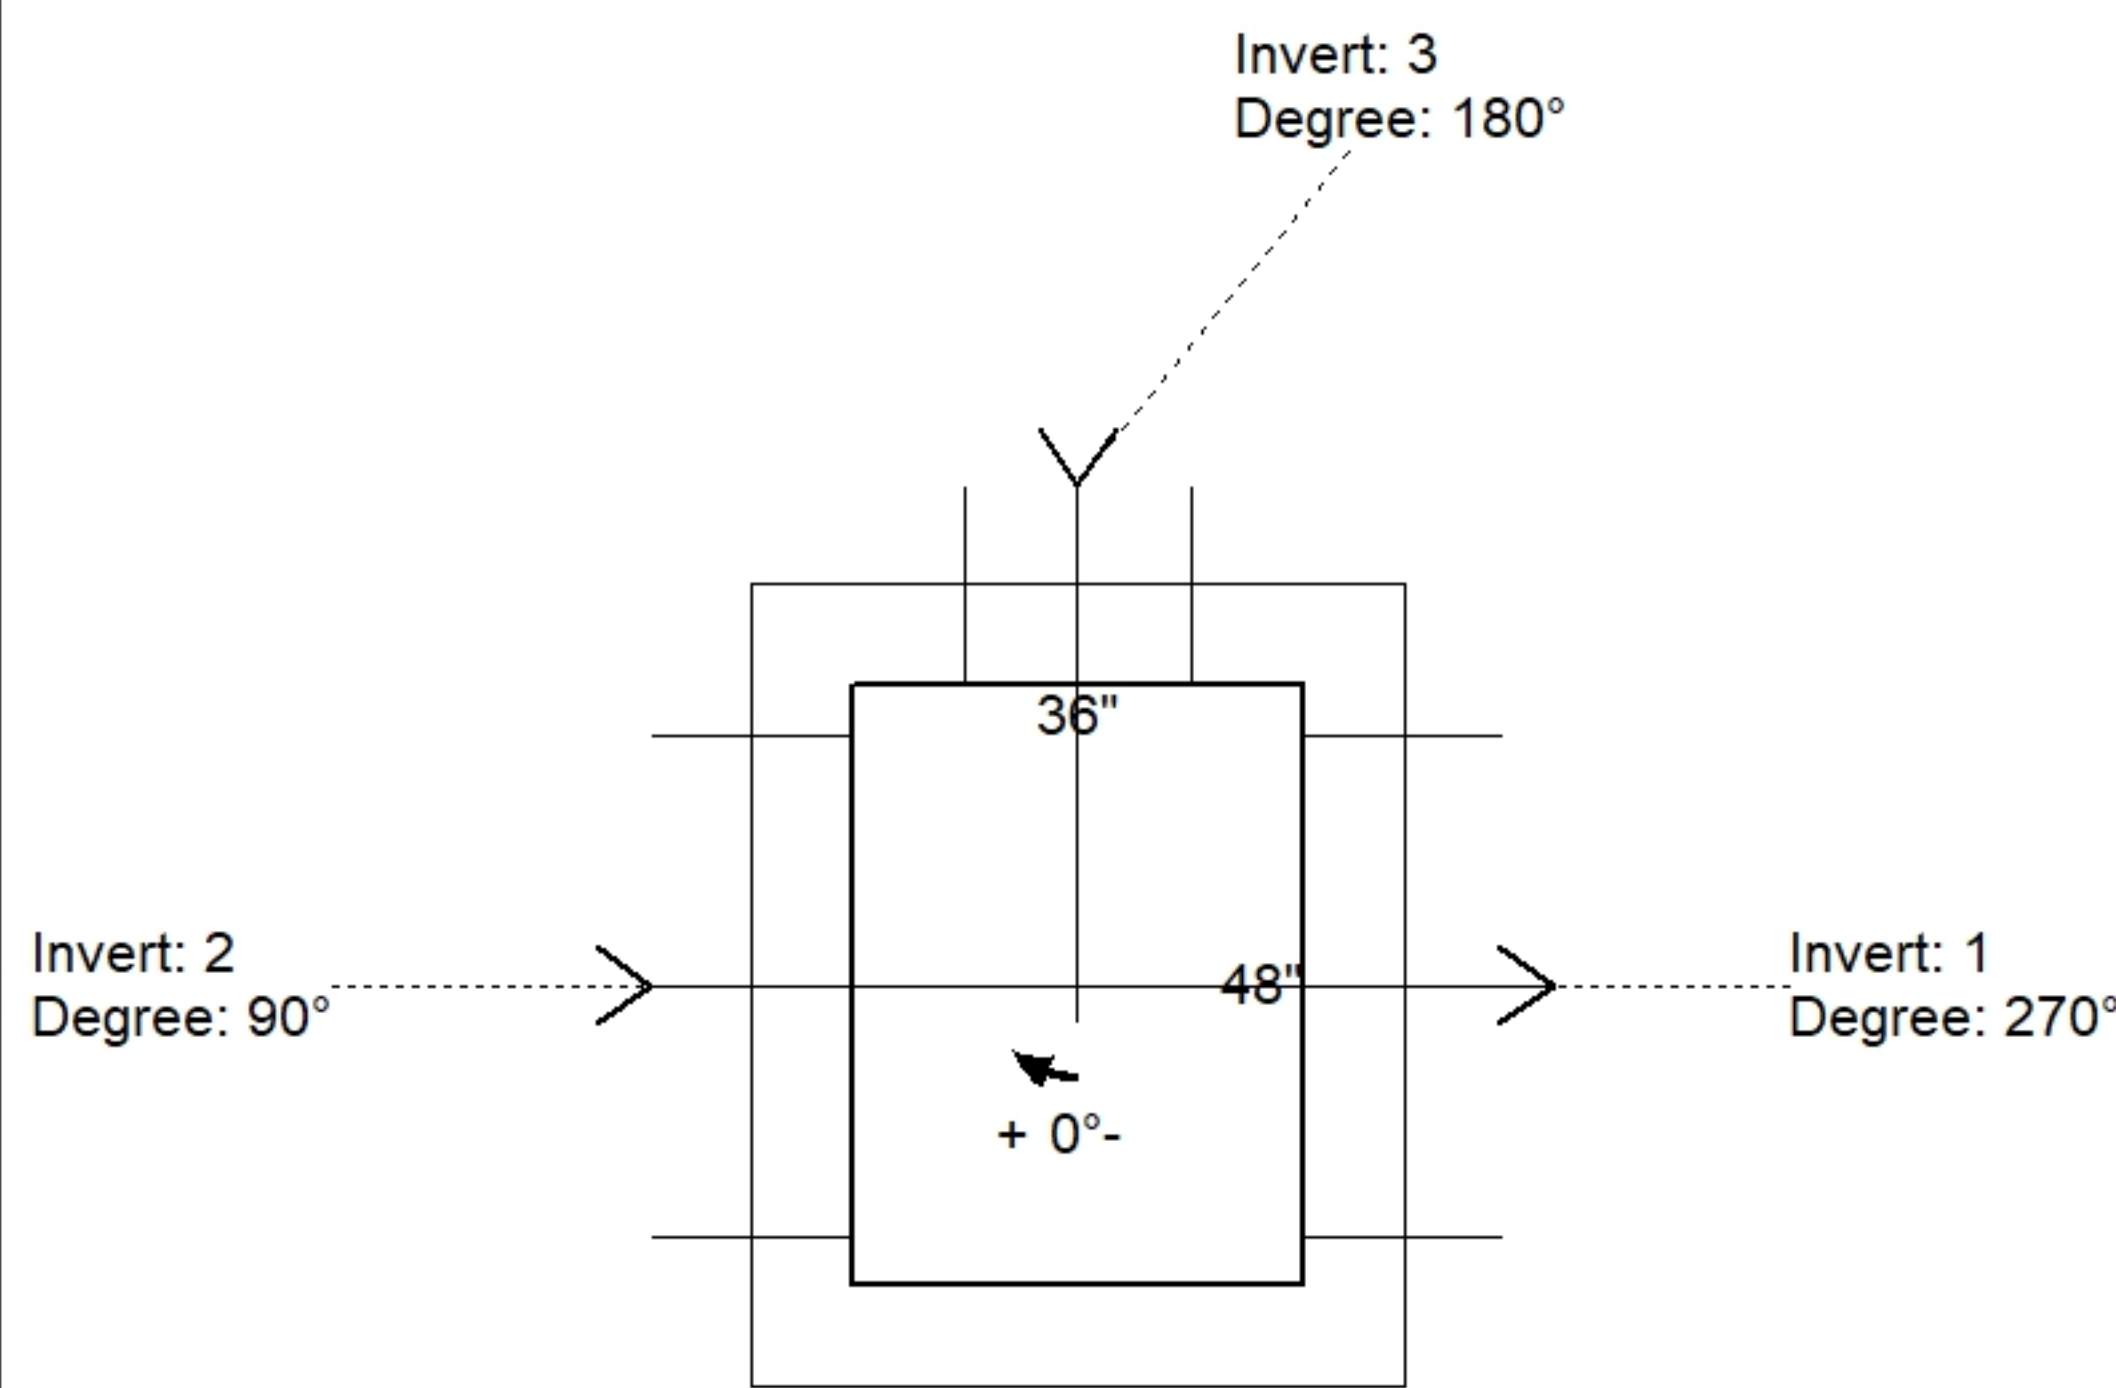 Invert: 3
Degree: 180°
36"
Invert: 2
Degree: 90°
48"
Invert: 1
Degree: 270°
+ 0°-